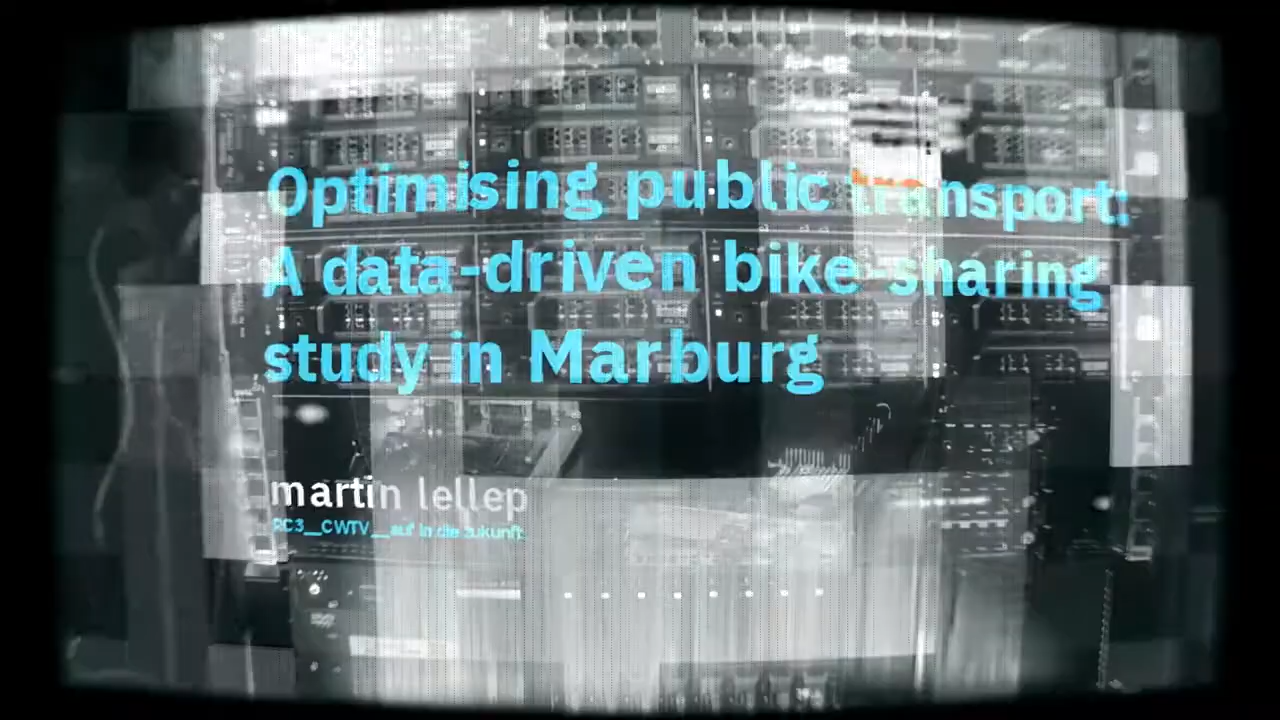 Optimising public transport:
A data-driven bike-sharing
study in Marburg
martin lellep
RC3__CWTV__auf in die zukunft